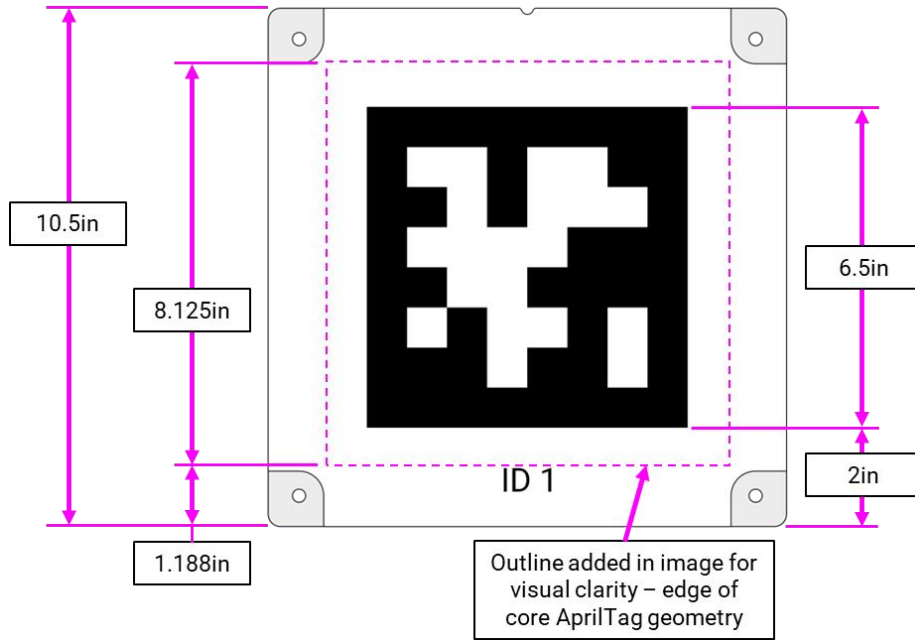 10.5in
8.125in
6.5in
ID 1
2in
1.188in
Outline added in image for
visual clarity – edge of
core AprilTag geometry